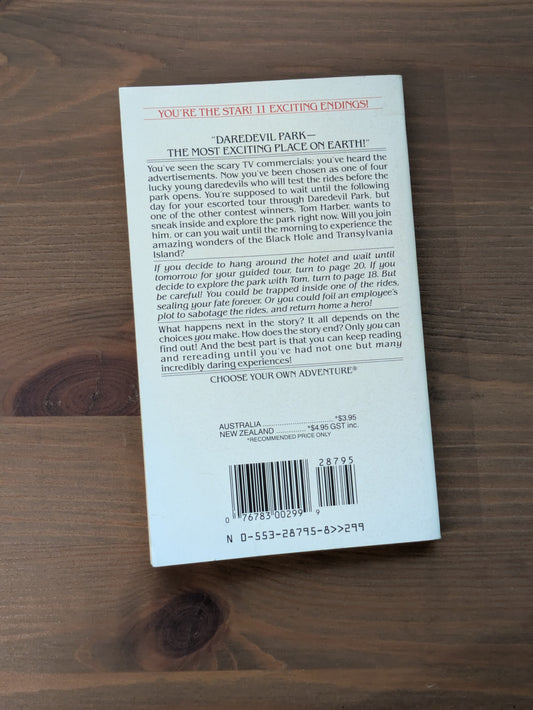 YOU'RE THE STAR! 11 EXCITING ENDINGS!
"DAREDEVIL PARK—
THE MOST EXCITING PLACE ON EARTH!"
You've seen the scary TV commercials; you've heard the
advertisements. Now you've been chosen as one of four
lucky young daredevils who will test the rides before the
park opens. You're supposed to wait until the following
day for your escorted tour through Daredevil Park, but
one of the other contest winners, Tom Harber, wants to
sneak inside and explore the park right now. Will you join
him, or can you wait until the morning to experience the
amazing wonders of the Black Hole and Transylvania
Island?
If you decide to hang around the hotel and wait until
tomorrow for your guided tour, turn to page 20. If you
decide to explore the park with Tom, turn to page 18. But
be careful! You could be trapped inside one of the rides,
sealing your fate forever. Or you could foil an employee's
plot to sabotage the rides, and return home a hero!
What happens next in the story? It all depends on the
choices you make. How does the story end? Only you can
find out! And the best part is that you can keep reading
and rereading until you've had not one but many
incredibly daring experiences!
CHOOSE YOUR OWN ADVENTURE®
AUSTRALIA ........................... *$3.95
NEW ZEALAND ............ *$4.95 GST inc.
*RECOMMENDED PRICE ONLY
28795
0 76783 00299 9
N 0-553-28795-8>>299